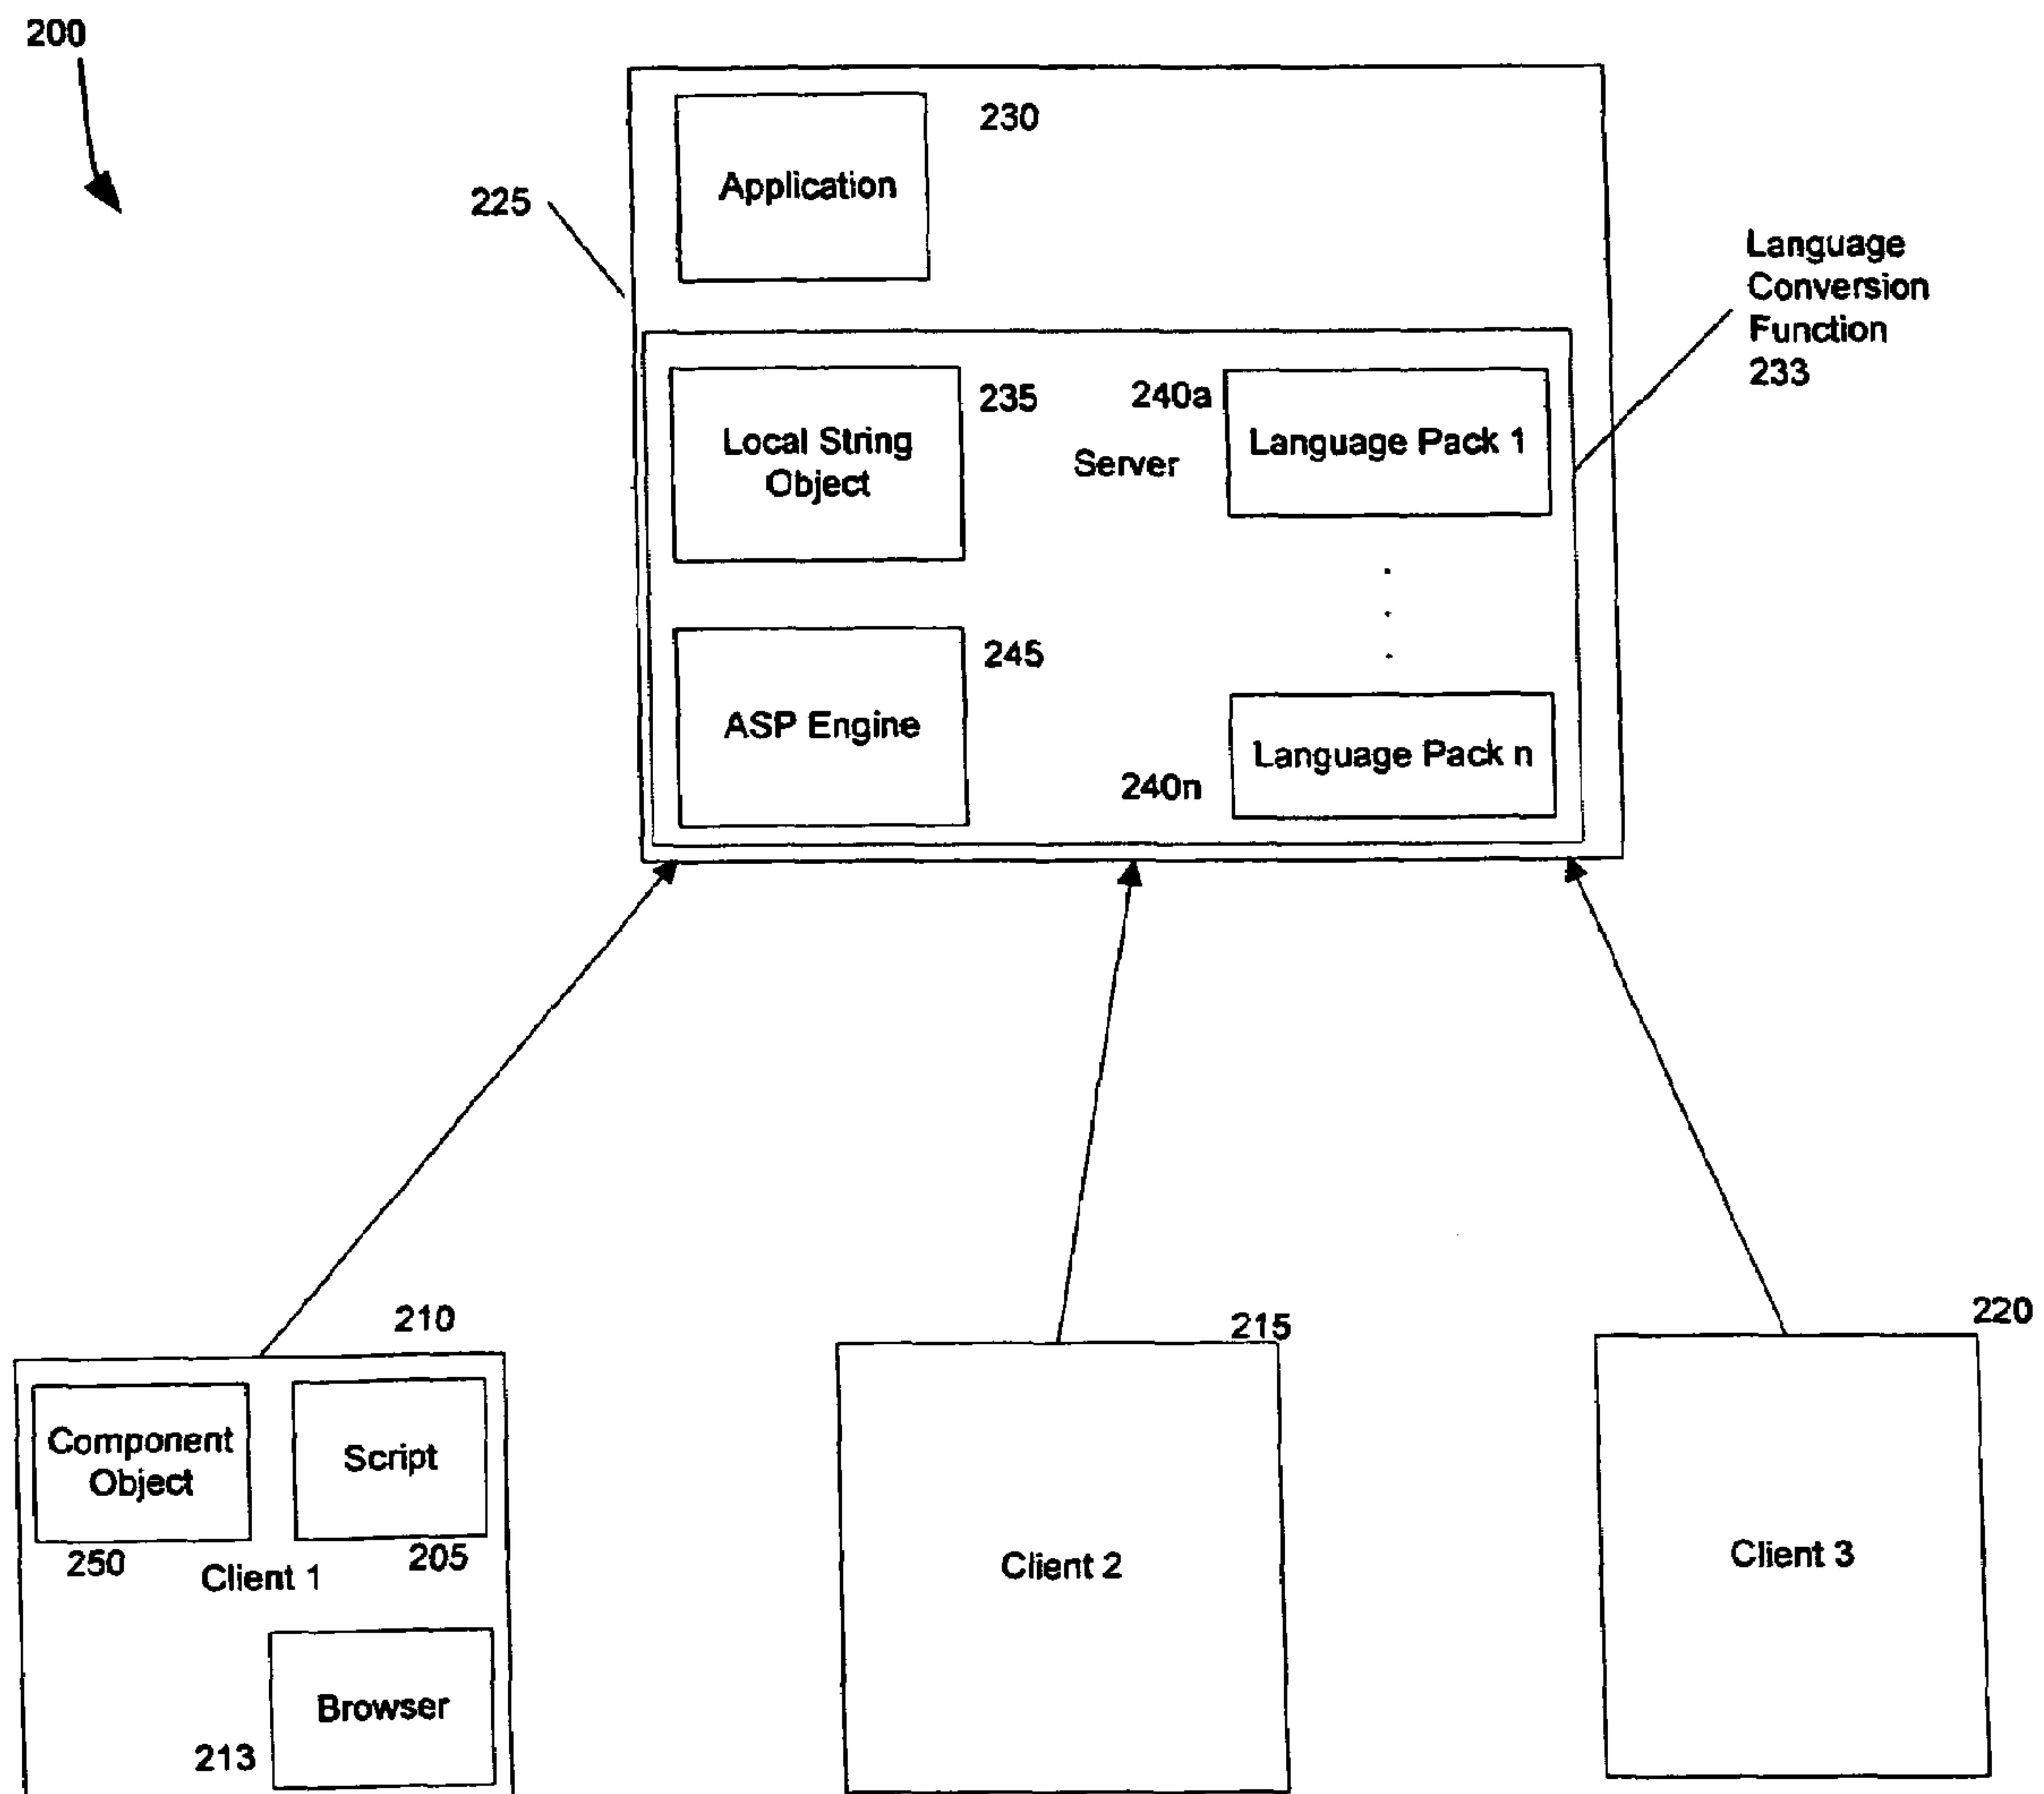 200
230
Application
225
Language
Conversion
Function
233
235
Local String
Object
Server
240a
Language Pack 1
245
ASP Engine
240n
Language Pack n
210
Component
Object
Script
250
205
Client 1
Browser
213
215
Client 2
220
Client 3